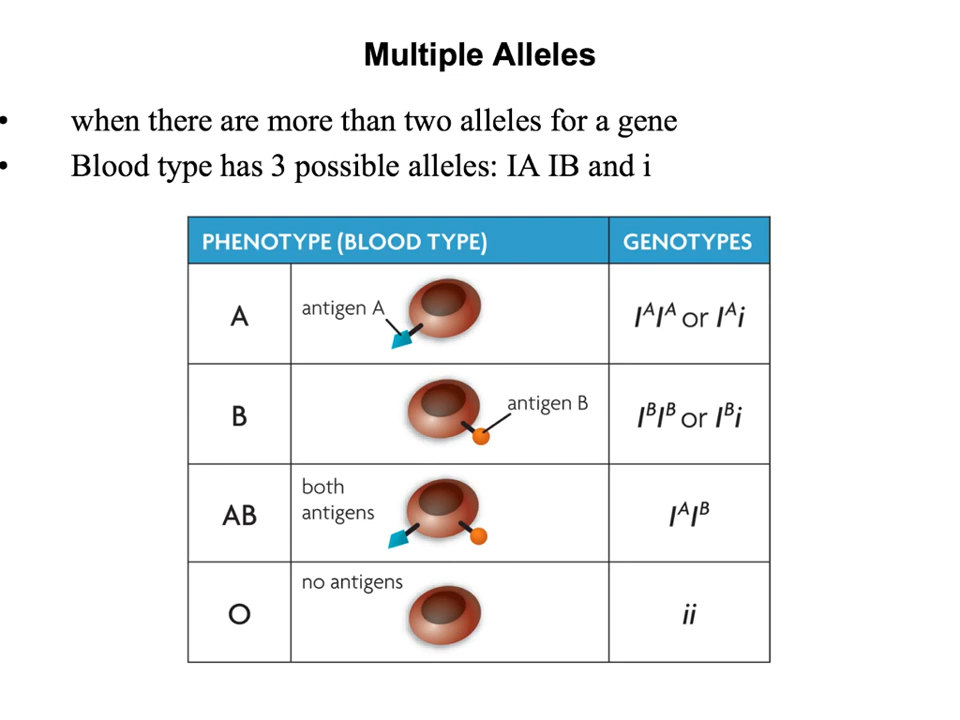 Multiple Alleles
• when there are more than two alleles for a gene
• Blood type has 3 possible alleles: IA IB and i
PHENOTYPE (BLOOD TYPE) GENOTYPES
A antigen A IᴬIᴬ or Iᴬi
B antigen B IᴮIᴮ or Iᴮi
both
AB antigens IᴬIᴮ
no antigens
O ii